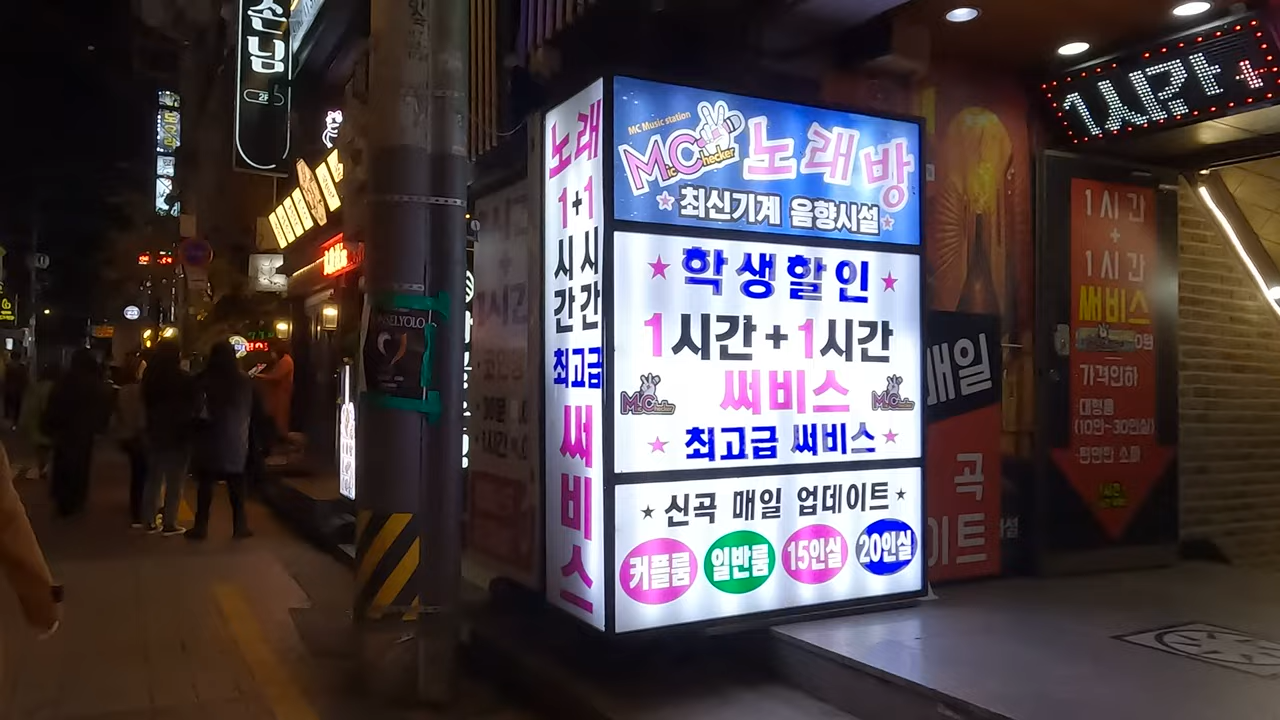 손님
노래
1+1
시시
간간
최고급
써비스
MC Music station
Mic Checker
노래방
최신기계 음향시설
학생할인
1시간+1시간
써비스
최고급 써비스
신곡 매일 업데이트
커플룸
일반룸
15인실
20인실
1시간
1시간
+
1시간
써비스
가격인하
대형룸
(10인~30인실)
매일
곡
이트